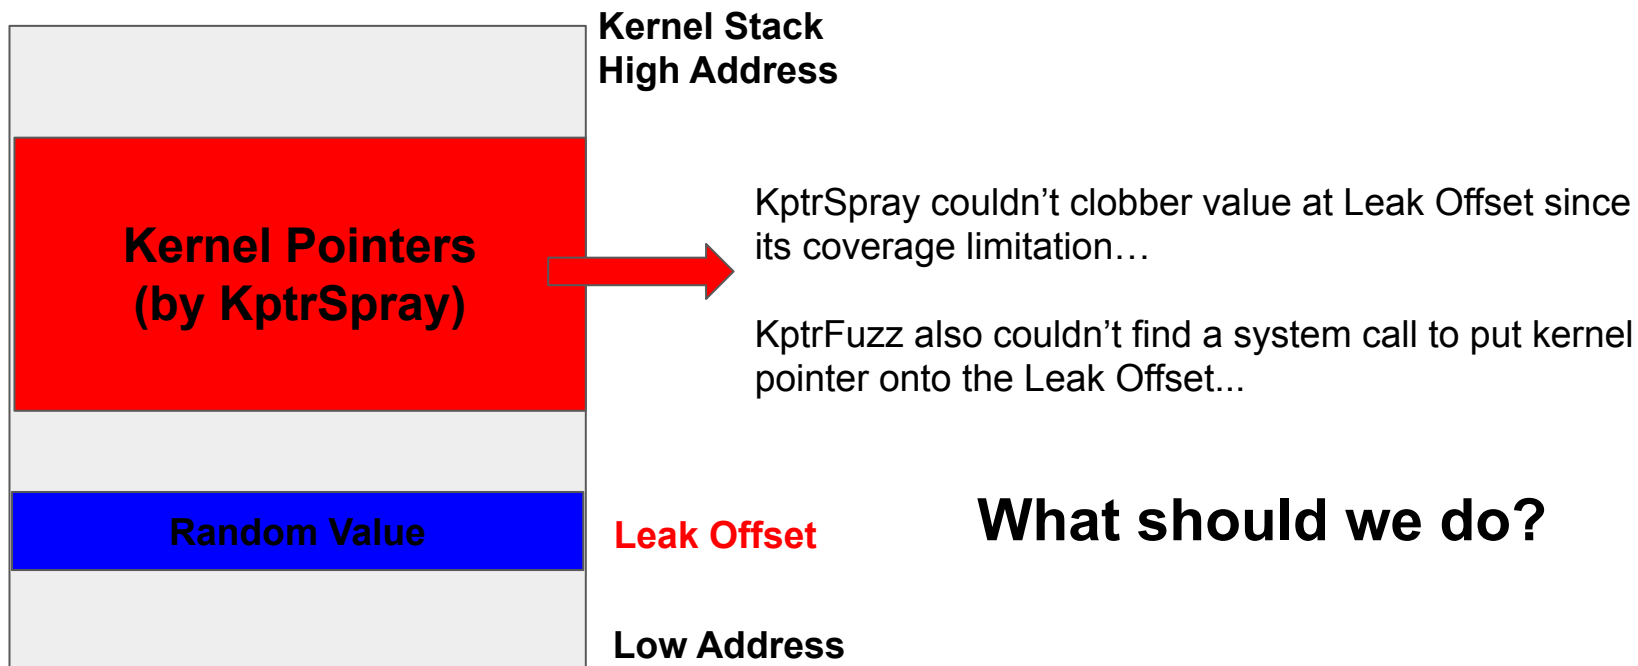 Kernel Stack
High Address
Kernel Pointers
(by KptrSpray)
KptrSpray couldn’t clobber value at Leak Offset since
its coverage limitation…
KptrFuzz also couldn’t find a system call to put kernel
pointer onto the Leak Offset...
Random Value
Leak Offset
What should we do?
Low Address